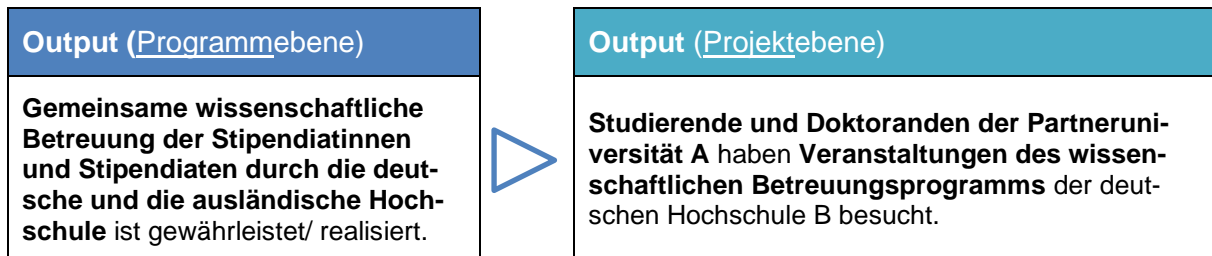 Output (Programmebene)
Gemeinsame wissenschaftliche
Betreuung der Stipendiatinnen
und Stipendiaten durch die deut-
sche und die ausländische Hoch-
schule ist gewährleistet/ realisiert.
Output (Projektebene)
Studierende und Doktoranden der Partneruni-
versität A haben Veranstaltungen des wissen-
schaftlichen Betreuungsprogramms der deut-
schen Hochschule B besucht.